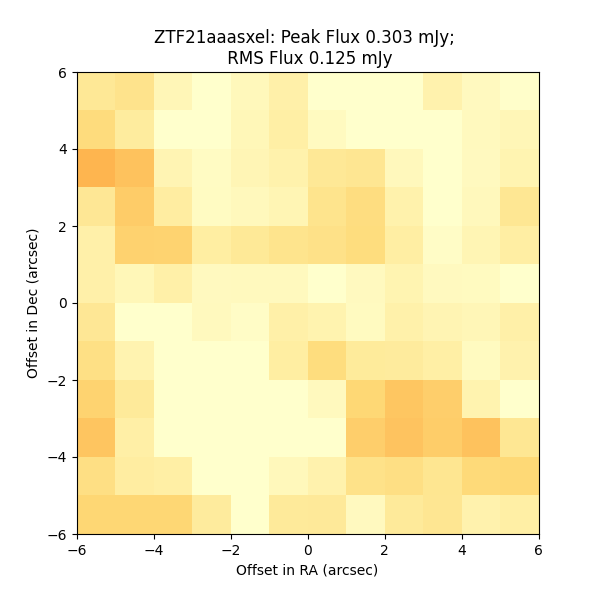 ZTF21aaasxel: Peak Flux 0.303 mJy;
RMS Flux 0.125 mJy
6
4
2
0
−2
−4
−6
Offset in Dec (arcsec)
−6 −4 −2 0 2 4 6
Offset in RA (arcsec)